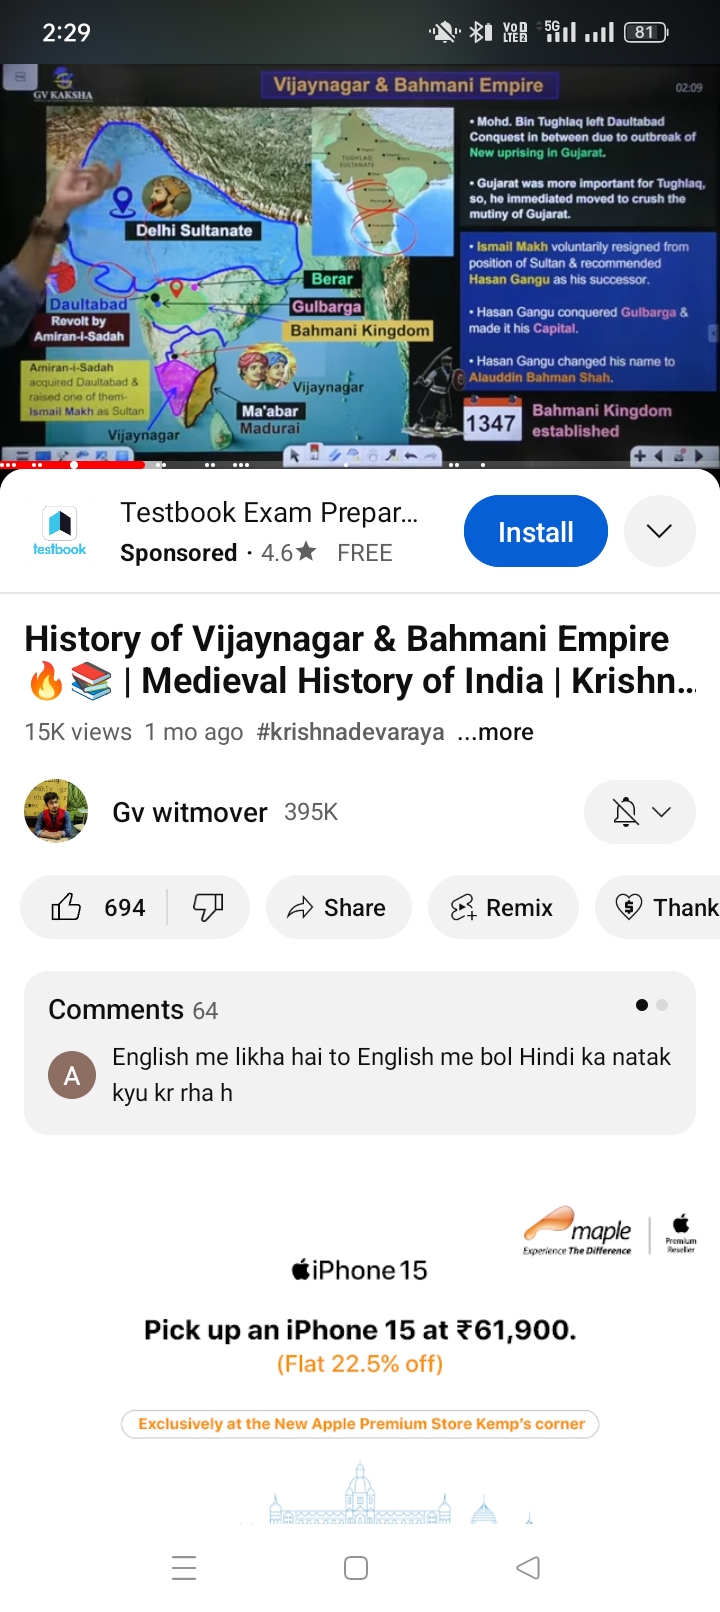 2:29
VoD
LTE2
5G
81
GV KAKSHA
Vijaynagar & Bahmani Empire
02:09
• Mohd. Bin Tughlaq left Daultabad
Conquest in between due to outbreak of
New uprising in Gujarat.
• Gujarat was more important for Tughlaq,
so, he immediated moved to crush the
mutiny of Gujarat.
• Ismail Makh voluntarily resigned from
position of Sultan & recommended
Hasan Gangu as his successor.
• Hasan Gangu conquered Gulbarga &
made it his Capital.
• Hasan Gangu changed his name to
Alauddin Bahman Shah.
1347
Bahmani Kingdom
established
TUGHLAQ
SULTANATE
Delhi Sultanate
Berar
Daultabad
Gulbarga
Revolt by
Amiran-i-Sadah
Bahmani Kingdom
Amiran-i-Sadah
acquired Daultabad &
raised one of them-
Ismail Makh as Sultan
Vijaynagar
Ma'abar
Madurai
Vijaynagar
testbook
Testbook Exam Prepar...
Sponsored · 4.6★ FREE
Install
History of Vijaynagar & Bahmani Empire
🔥📚 | Medieval History of India | Krishn...
15K views 1 mo ago #krishnadevaraya ...more
Gv witmover 395K
694
Share
Remix
Thank
Comments 64
A
English me likha hai to English me bol Hindi ka natak
kyu kr rha h
maple
Experience The Difference
Premium
Reseller
iPhone 15
Pick up an iPhone 15 at ₹61,900.
(Flat 22.5% off)
Exclusively at the New Apple Premium Store Kemp's corner